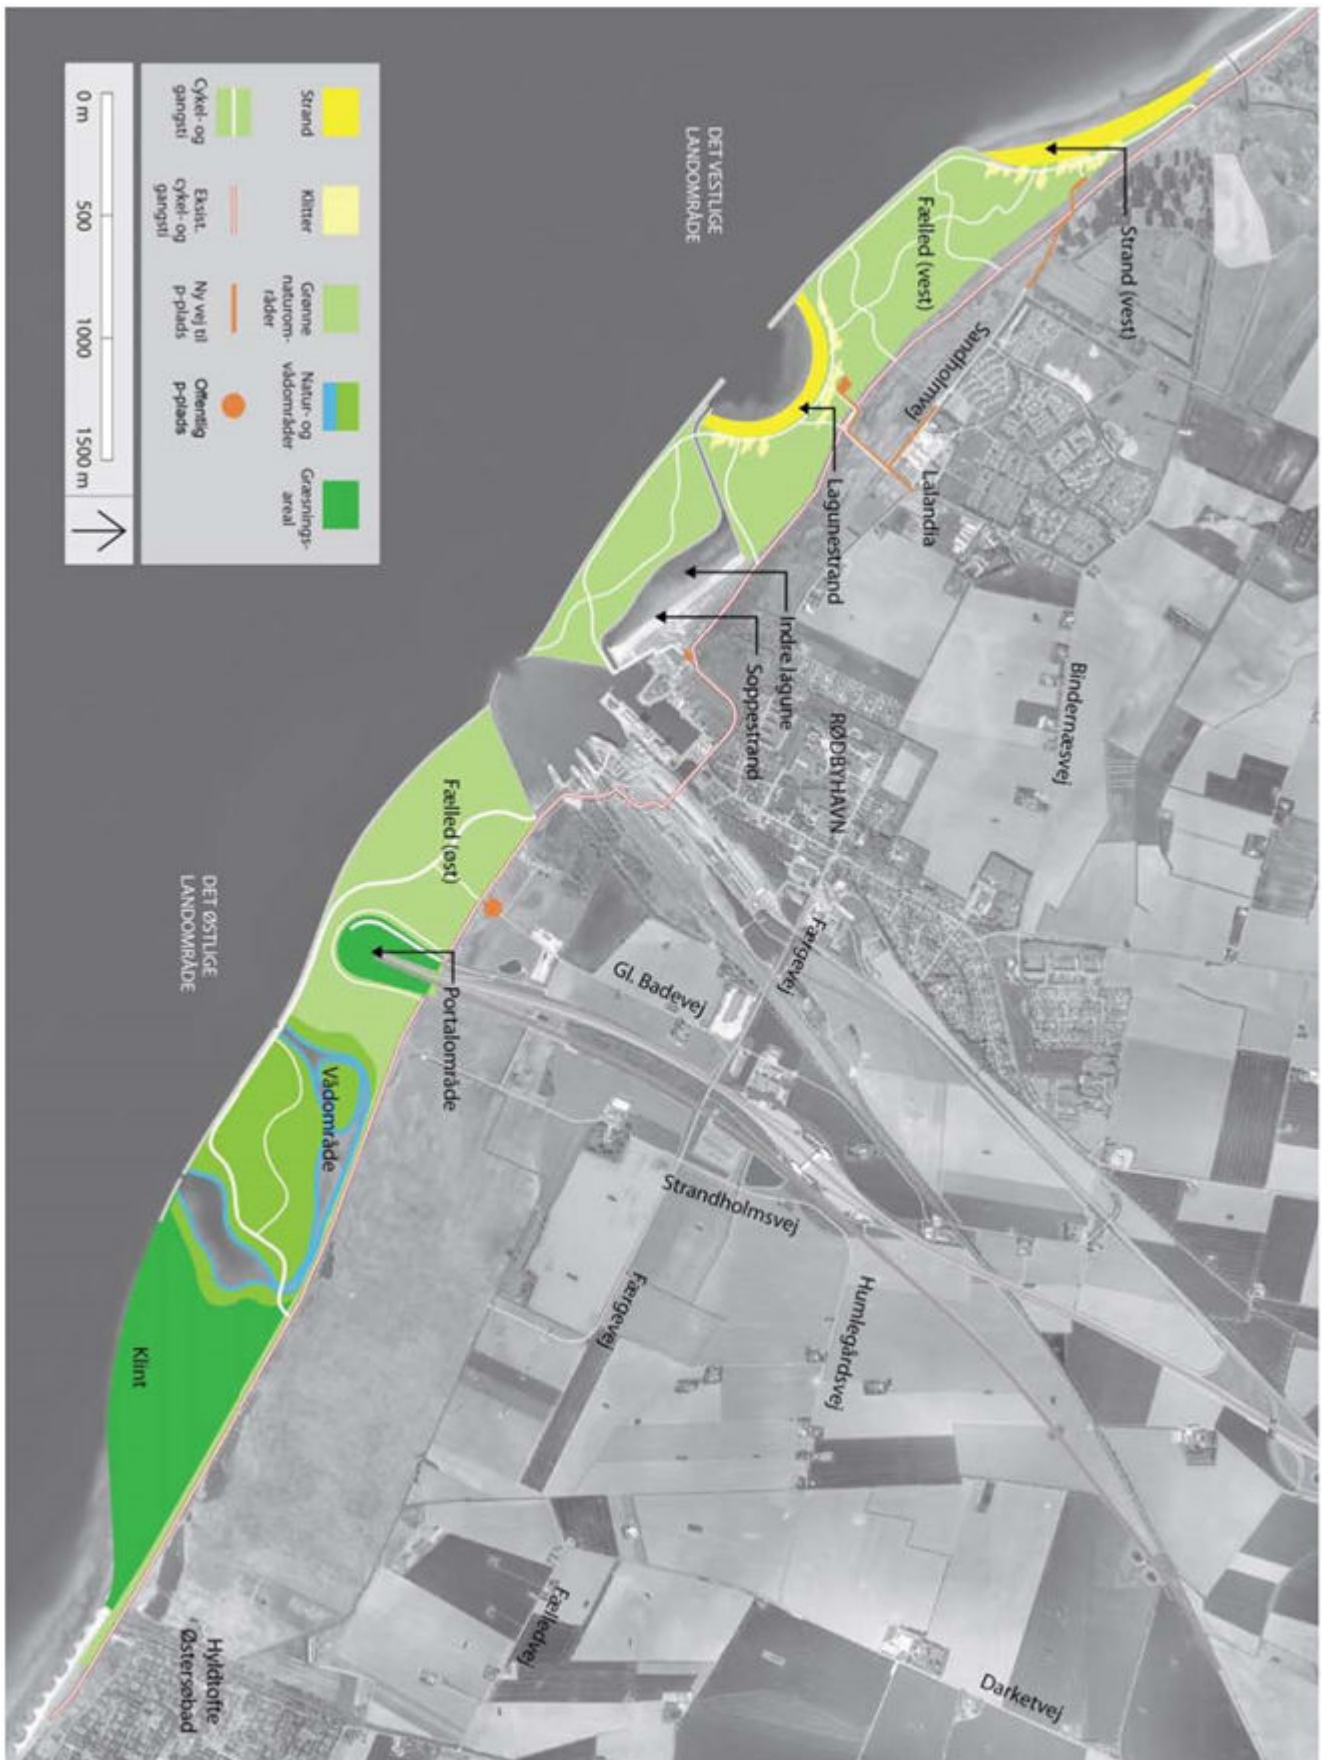 Strand (vest)
Fælled (vest)
Sandholmvej
Lalandia
Lagunestrand
Bindernæsvej
Indre lagune
Soppestrand
RØDBYHAVN
Færgevej
DET VESTLIGE
LANDOMRÅDE
Fælled (øst)
Gl. Badevej
Portalområde
Strandholmsvej
Færgevej
Humlegårdsvej
Vådområde
DET ØSTLIGE
LANDOMRÅDE
Klint
Fælledvej
Darketvej
Hyldtofte
Østersøbad
Strand
Klitter
Grønne
naturom-
råder
Natur- og
vådområder
Græsnings-
areal
Cykel- og
gangsti
Eksist.
cykel- og
gangsti
Ny vej til
p-plads
Offentlig
p-plads
0 m
500
1000
1500 m